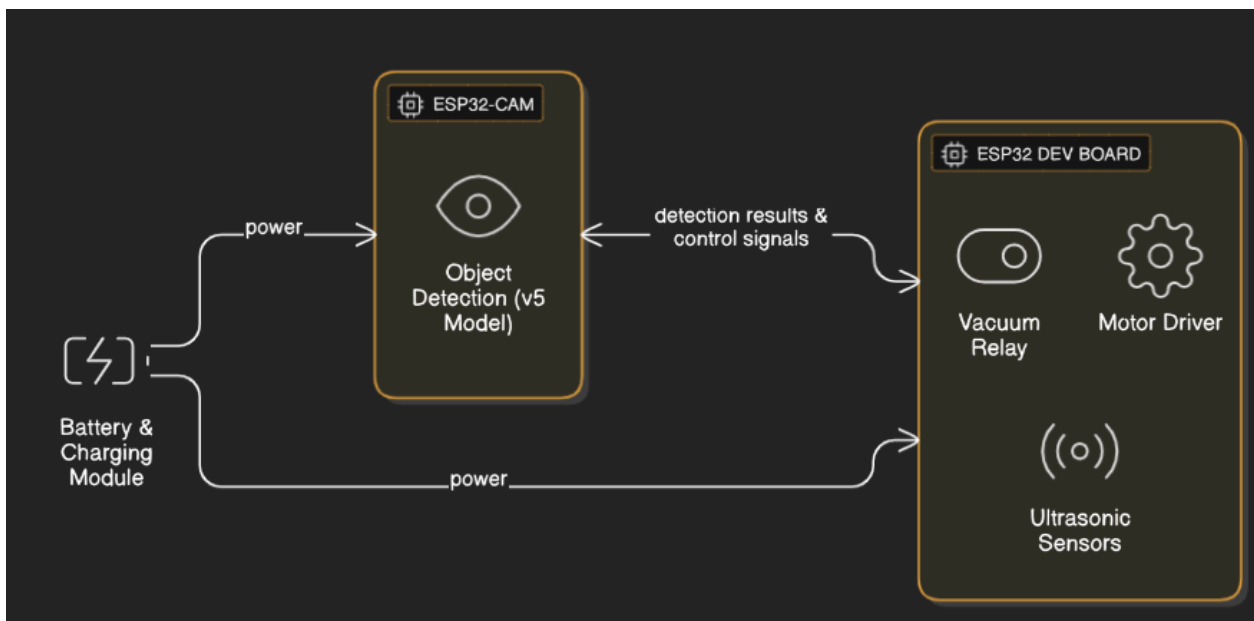 ESP32-CAM
Object
Detection (v5
Model)
power
detection results &
control signals
ESP32 DEV BOARD
Vacuum
Relay
Motor Driver
Ultrasonic
Sensors
Battery &
Charging
Module
power